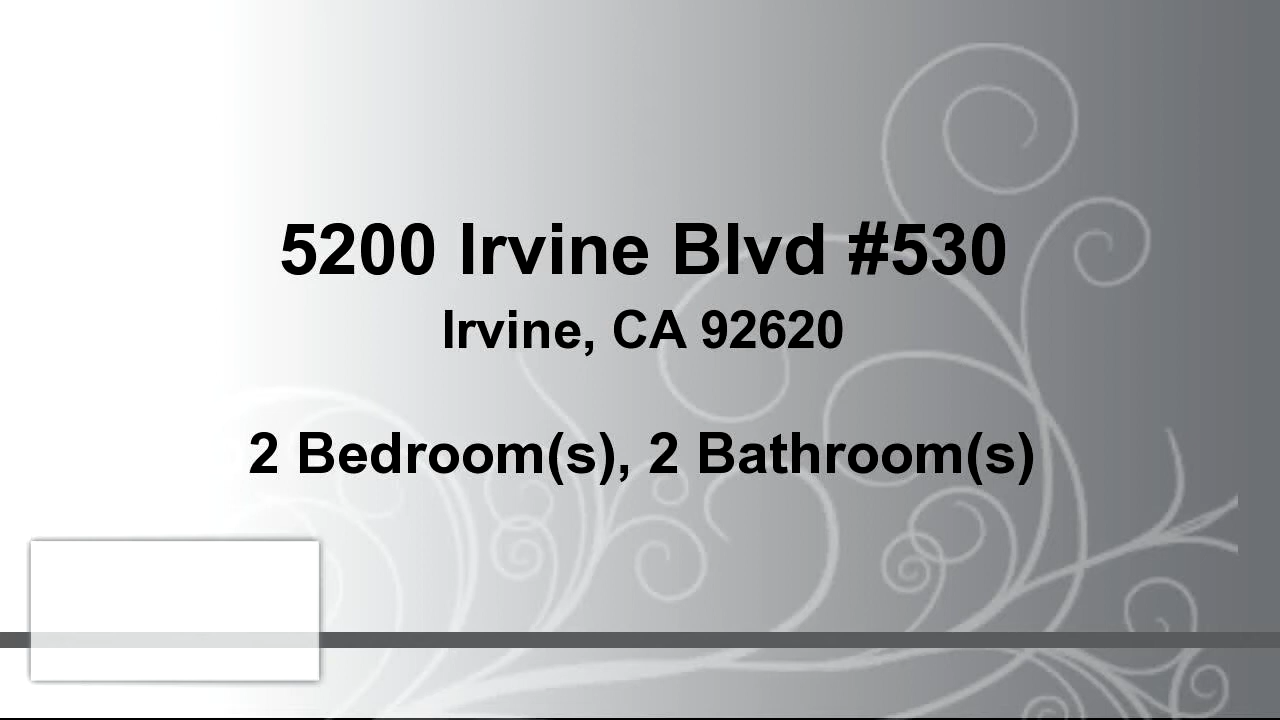 5200 Irvine Blvd #530
Irvine, CA 92620
2 Bedroom(s), 2 Bathroom(s)